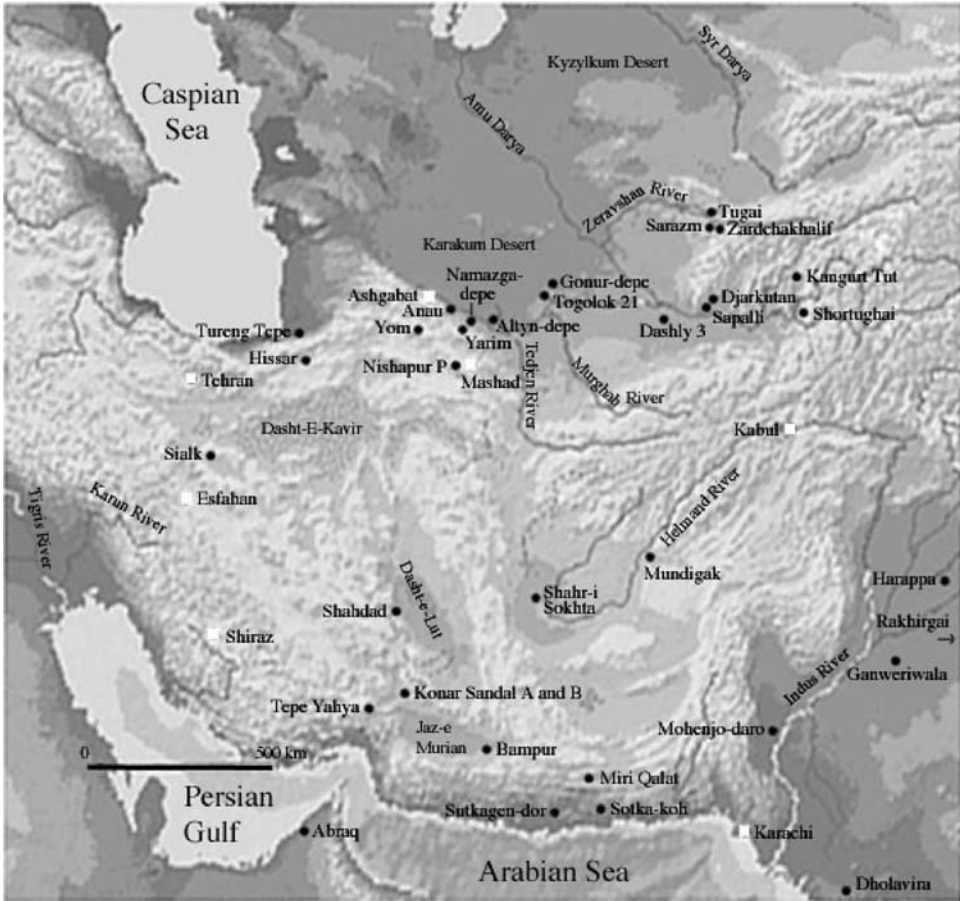 Caspian
Sea
Kyzylkum Desert
Syr Darya
Amu Darya
Zeravshan River
Tugai
Sarazm
Zardchakhalif
Karakum Desert
Namazga-
depe
Gonur-depe
Kangurt Tut
Ashgabat
Togolok 21
Djarkutan
Anau
Sapalli
Shortughai
Yom
Altyn-depe
Dashly 3
Tureng Tepe
Yarim
Hissar
Nishapur P
Tedjen River
Murghab River
Tehran
Mashad
Dasht-E-Kavir
Kabul
Sialk
Esfahan
Karun River
Tigris River
Helmand River
Mundigak
Harappa
Dasht-e-Lut
Shahr-i
Sokhta
Shahdad
Rakhirgai
→
Shiraz
Indus River
Ganweriwala
Konar Sandal A and B
Tepe Yahya
Jaz-e
Murian
Mohenjo-daro
0 500 km
Bampur
Miri Qalat
Persian
Gulf
Sutkagen-dor
Sotka-koh
Abraq
Karachi
Arabian Sea
Dholavira